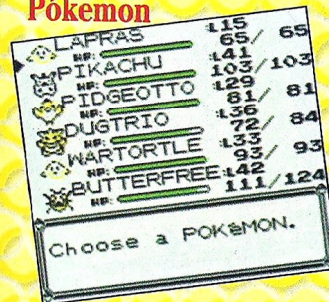 Pókemon
LAPRAS :L15
HP: 65/ 65
PIKACHU :L41
HP: 103/103
PIDGEOTTO :L29
HP: 81/ 81
DUGTRIO :L36
HP: 72/ 84
WARTORTLE :L33
HP: 93/ 93
BUTTERFREE :L42
HP: 111/124
Choose a POKéMON.